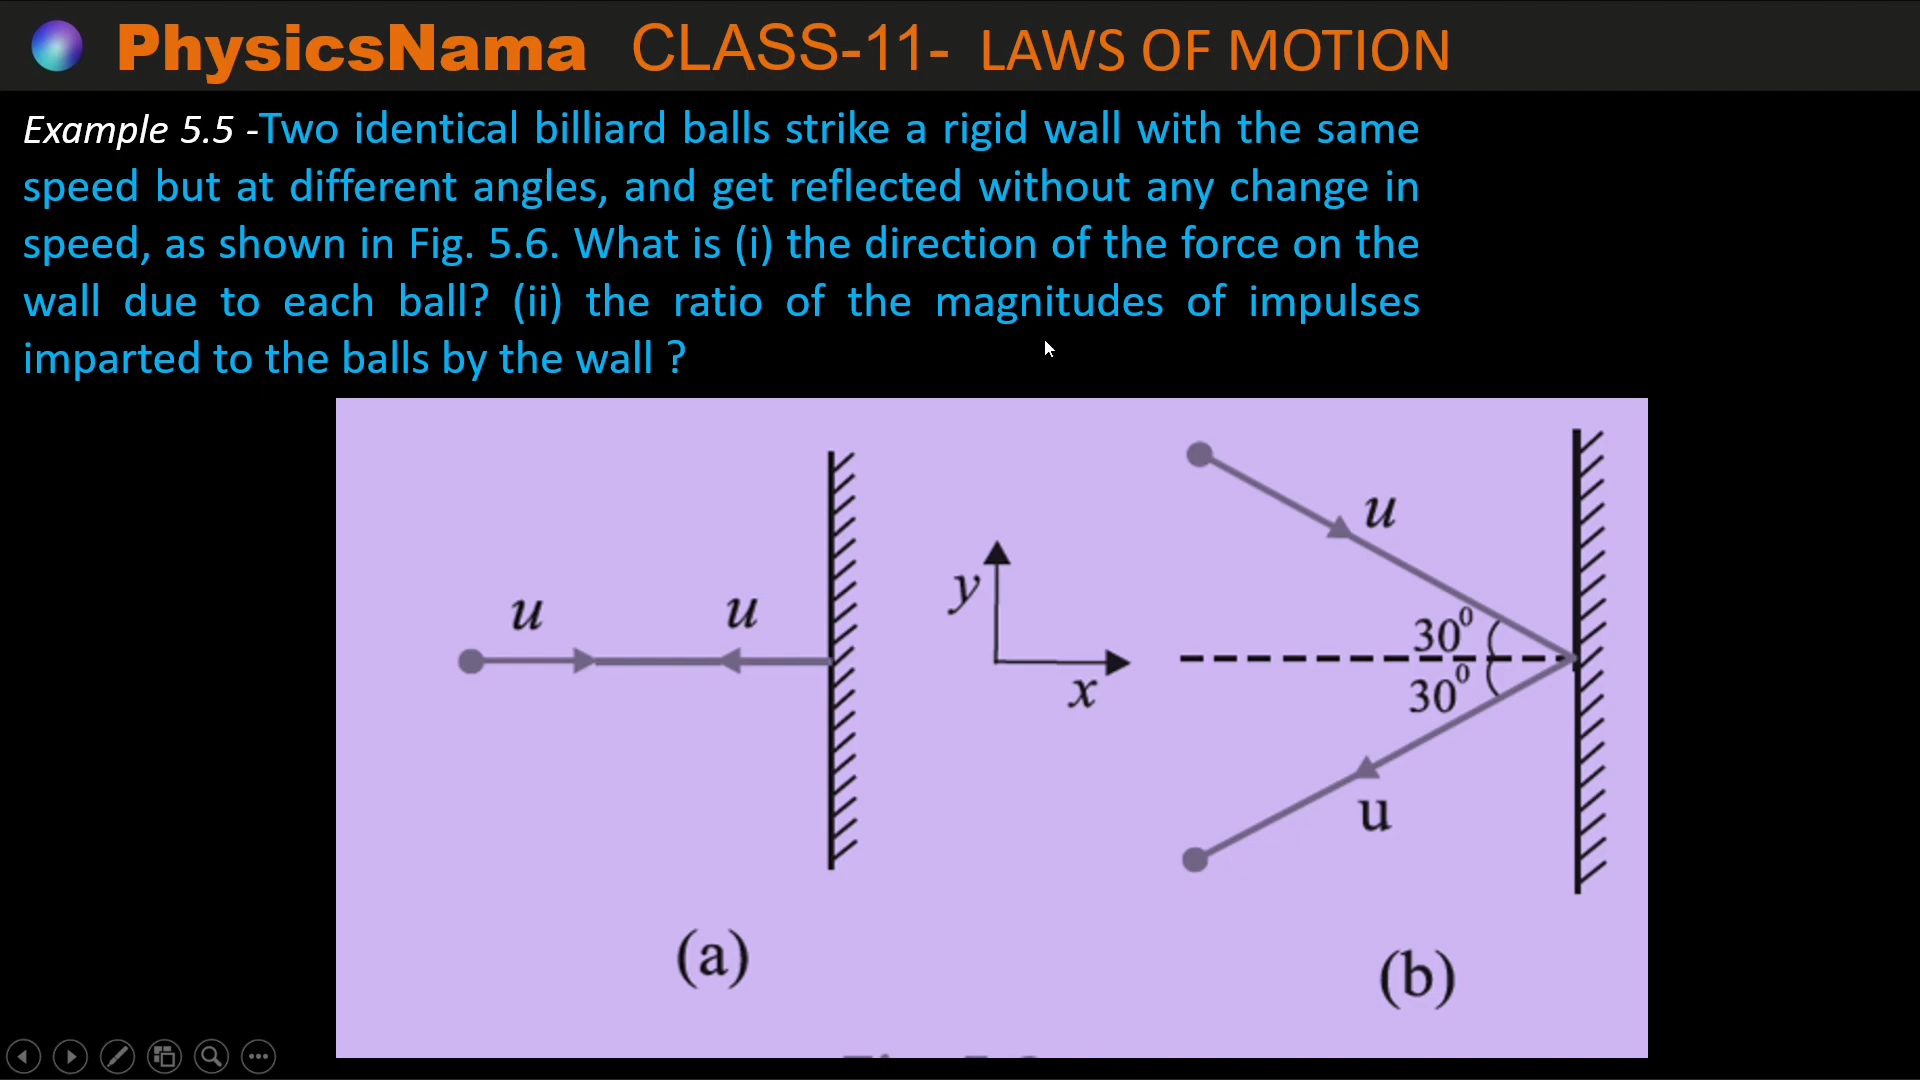 PhysicsNama CLASS-11- LAWS OF MOTION
Example 5.5 -Two identical billiard balls strike a rigid wall with the same
speed but at different angles, and get reflected without any change in
speed, as shown in Fig. 5.6. What is (i) the direction of the force on the
wall due to each ball? (ii) the ratio of the magnitudes of impulses
imparted to the balls by the wall ?
u
u
u
y
x
30⁰
30⁰
u
(a)
(b)